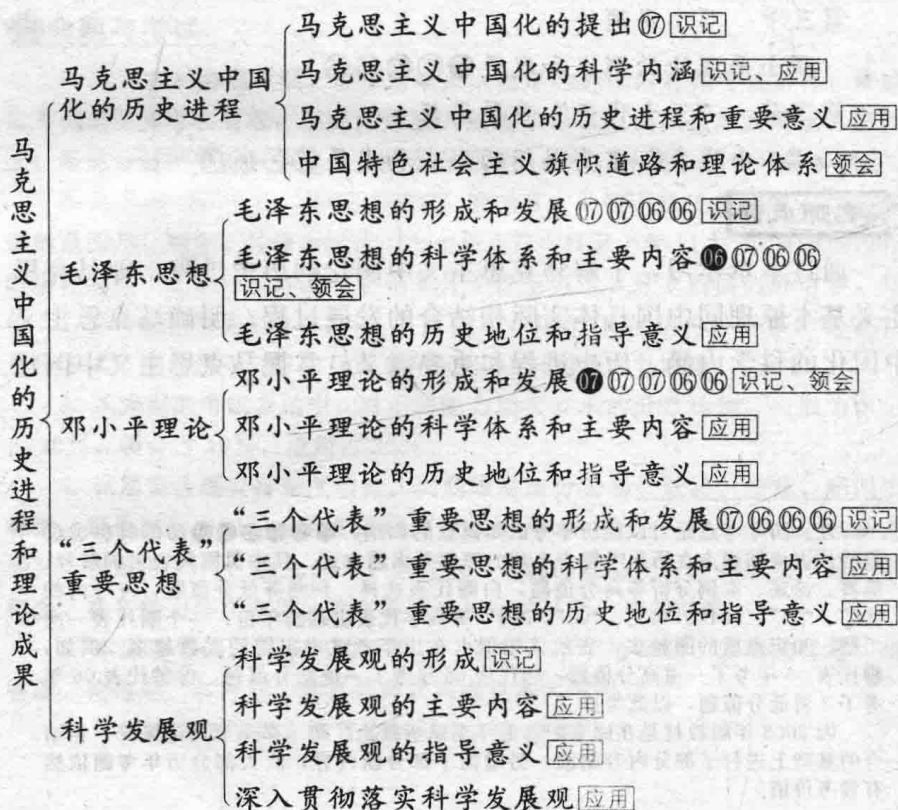 马克思主义中国化的历史进程和理论成果
马克思主义中国
化的历史进程
马克思主义中国化的提出⑦识记
马克思主义中国化的科学内涵识记、应用
马克思主义中国化的历史进程和重要意义应用
中国特色社会主义旗帜道路和理论体系领会
毛泽东思想
毛泽东思想的形成和发展07 07 06 06识记
毛泽东思想的科学体系和主要内容06 07 06 06
识记、领会
毛泽东思想的历史地位和指导意义应用
邓小平理论
邓小平理论的形成和发展07 07 07 06 06识记、领会
邓小平理论的科学体系和主要内容应用
邓小平理论的历史地位和指导意义应用
“三个代表”
重要思想
“三个代表”重要思想的形成和发展07 06 06 06识记
“三个代表”重要思想的科学体系和主要内容应用
“三个代表”重要思想的历史地位和指导意义应用
科学发展观
科学发展观的形成识记
科学发展观的主要内容应用
科学发展观的指导意义应用
深入贯彻落实科学发展观应用